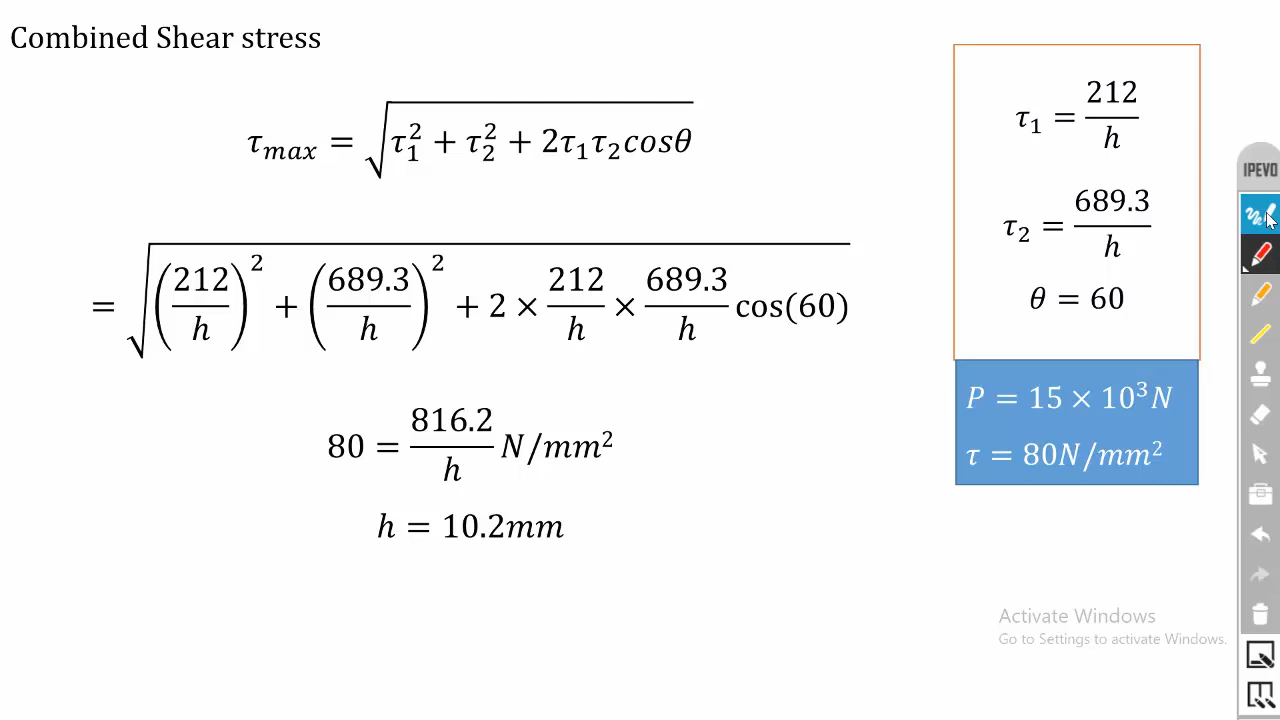 Combined Shear stress
τ_max = √(τ₁² + τ₂² + 2τ₁τ₂cosθ)
= √((212/h)² + (689.3/h)² + 2 × 212/h × 689.3/h cos(60))
80 = 816.2/h N/mm²
h = 10.2mm
τ₁ = 212/h
τ₂ = 689.3/h
θ = 60
P = 15 × 10³N
τ = 80N/mm²
IPEVO
Activate Windows
Go to Settings to activate Windows.